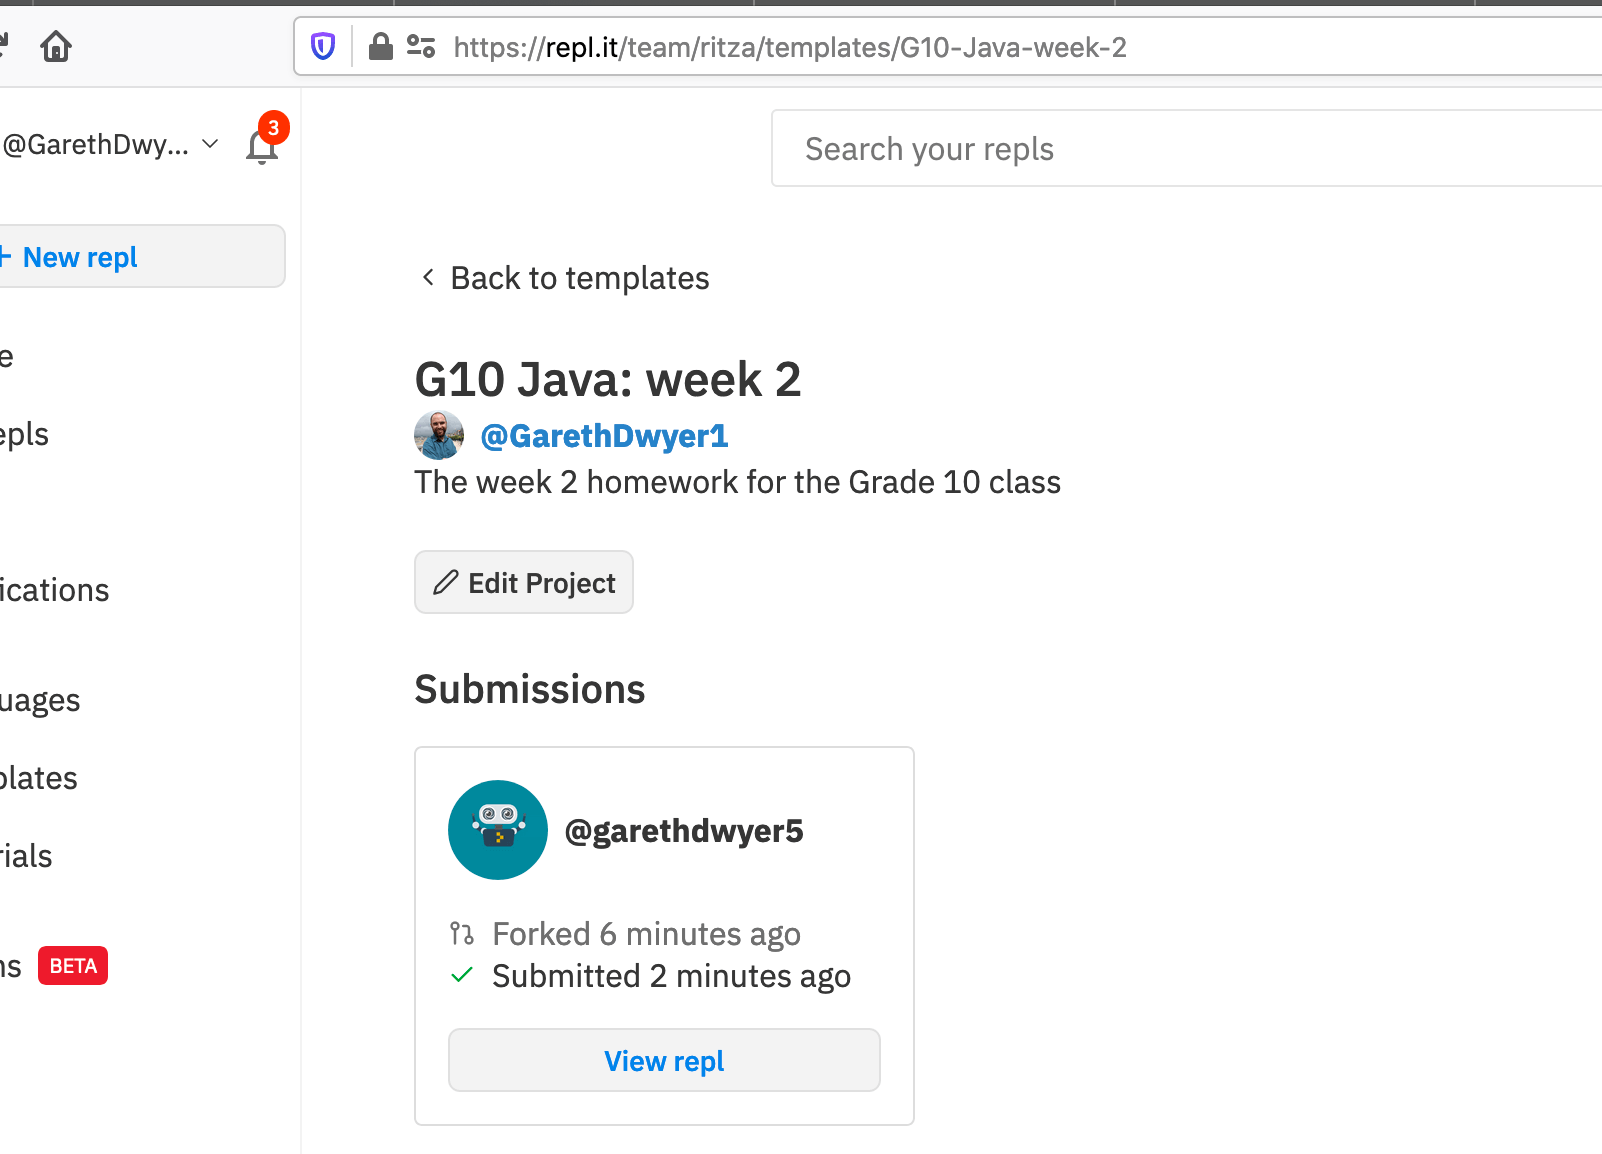 https://repl.it/team/ritza/templates/G10-Java-week-2
@GarethDwy...
3
Search your repls
New repl
Back to templates
G10 Java: week 2
@GarethDwyer1
The week 2 homework for the Grade 10 class
Edit Project
Submissions
@garethdwyer5
Forked 6 minutes ago
Submitted 2 minutes ago
View repl
e
epls
ications
uages
plates
rials
ns BETA